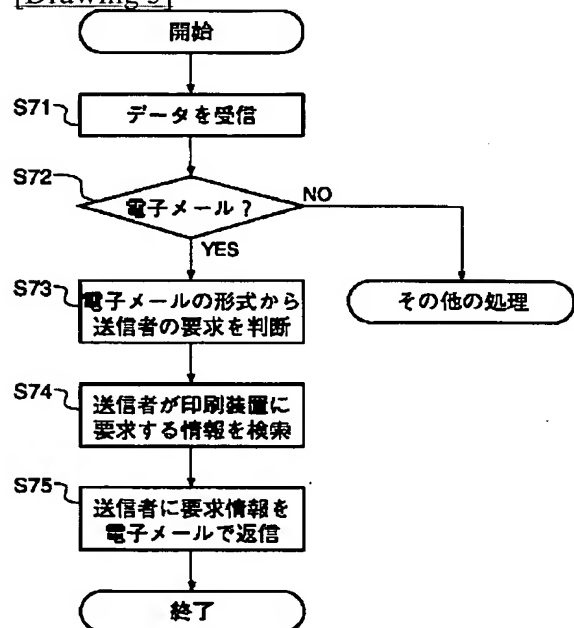 [Drawing 9]
開始
S71
データを受信
S72
電子メール?
NO
YES
S73
電子メールの形式から
送信者の要求を判断
その他の処理
S74
送信者が印刷装置に
要求する情報を検索
S75
送信者に要求情報を
電子メールで返信
終了